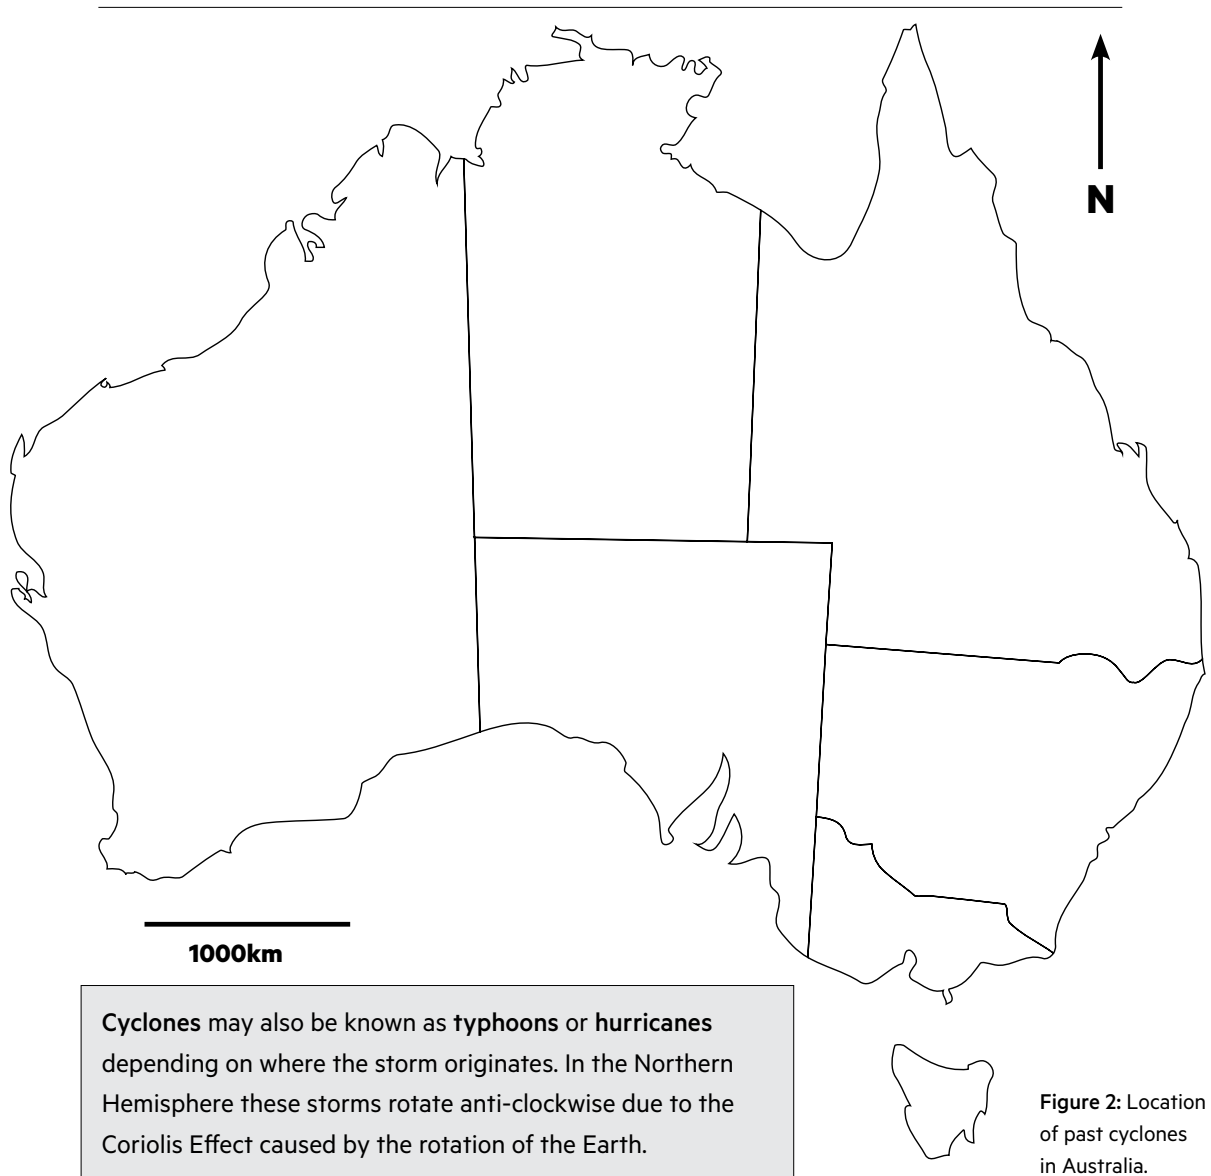 N
1000km
Cyclones may also be known as typhoons or hurricanes
depending on where the storm originates. In the Northern
Hemisphere these storms rotate anti-clockwise due to the
Coriolis Effect caused by the rotation of the Earth.
Figure 2: Location
of past cyclones
in Australia.